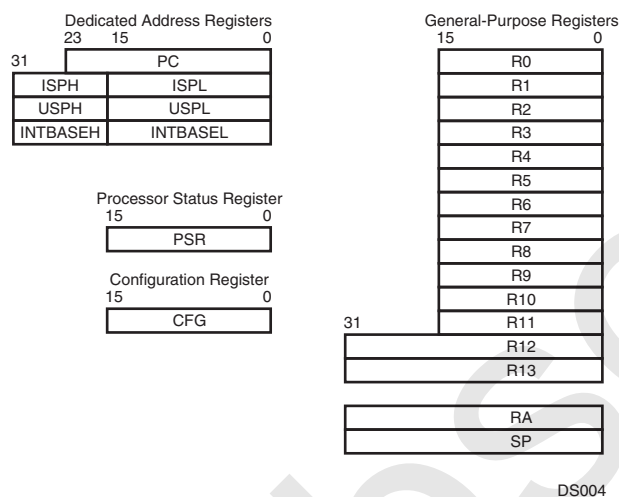 Dedicated Address Registers
23 15 0
31
PC
ISPH ISPL
USPH USPL
INTBASEH INTBASEL
Processor Status Register
15 0
PSR
Configuration Register
15 0
CFG
General-Purpose Registers
15 0
R0
R1
R2
R3
R4
R5
R6
R7
R8
R9
R10
31 R11
R12
R13
RA
SP
DS004